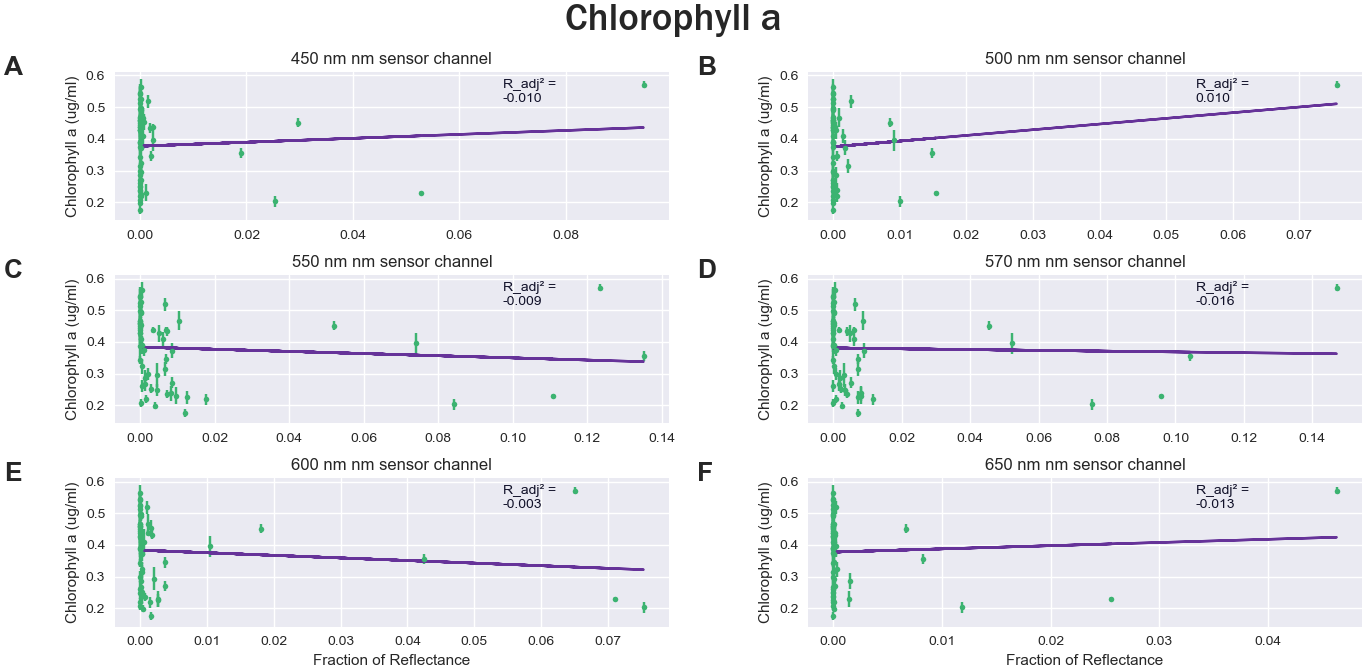 Chlorophyll a
A
450 nm nm sensor channel
Chlorophyll a (ug/ml)
0.6
0.5
0.4
0.3
0.2
R_adj² =
-0.010
0.00 0.02 0.04 0.06 0.08
B
500 nm nm sensor channel
Chlorophyll a (ug/ml)
0.6
0.5
0.4
0.3
0.2
R_adj² =
0.010
0.00 0.01 0.02 0.03 0.04 0.05 0.06 0.07
C
550 nm nm sensor channel
Chlorophyll a (ug/ml)
0.6
0.5
0.4
0.3
0.2
R_adj² =
-0.009
0.00 0.02 0.04 0.06 0.08 0.10 0.12 0.14
D
570 nm nm sensor channel
Chlorophyll a (ug/ml)
0.6
0.5
0.4
0.3
0.2
R_adj² =
-0.016
0.00 0.02 0.04 0.06 0.08 0.10 0.12 0.14
E
600 nm nm sensor channel
Chlorophyll a (ug/ml)
0.6
0.5
0.4
0.3
0.2
R_adj² =
-0.003
0.00 0.01 0.02 0.03 0.04 0.05 0.06 0.07
Fraction of Reflectance
F
650 nm nm sensor channel
Chlorophyll a (ug/ml)
0.6
0.5
0.4
0.3
0.2
R_adj² =
-0.013
0.00 0.01 0.02 0.03 0.04
Fraction of Reflectance